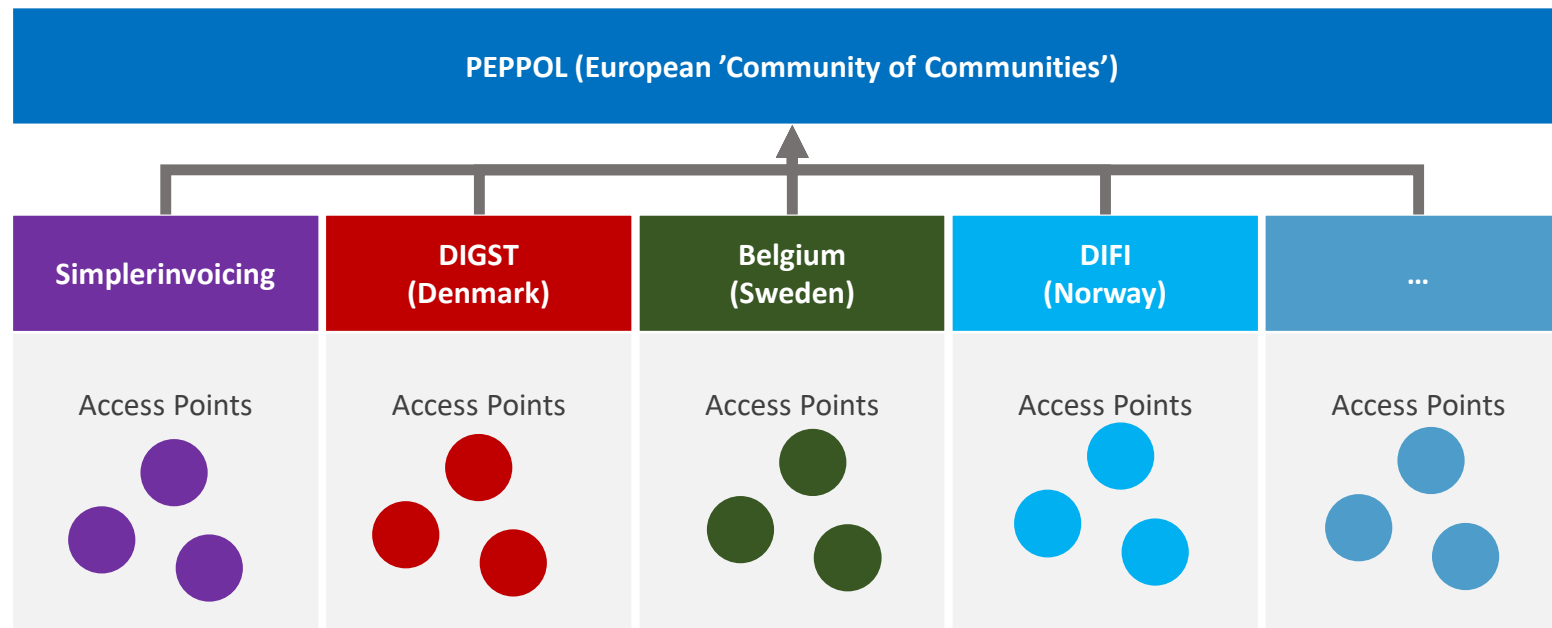 PEPPOL (European ’Community of Communities’)
Simplerinvoicing
DIGST
(Denmark)
Belgium
(Sweden)
DIFI
(Norway)
…
Access Points
Access Points
Access Points
Access Points
Access Points